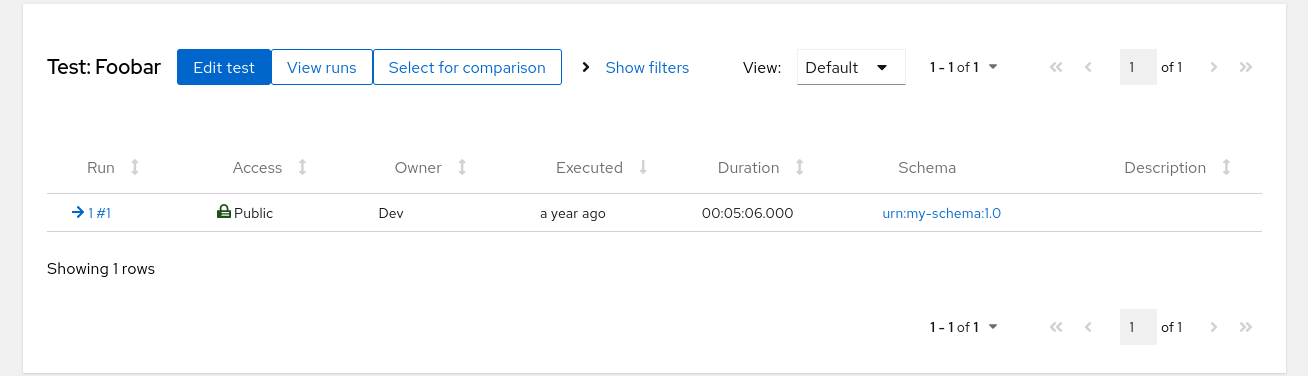 Test: Foobar Edit test View runs Select for comparison Show filters View: Default 1 - 1 of 1 1 of 1
Run Access Owner Executed Duration Schema Description
1 #1 Public Dev a year ago 00:05:06.000 urn:my-schema:1.0
Showing 1 rows
1 - 1 of 1 1 of 1